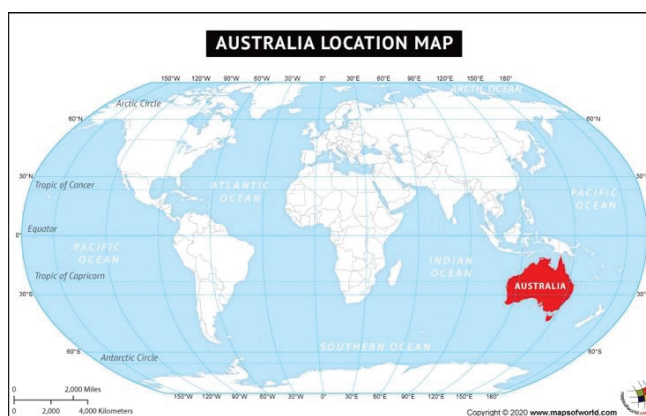 AUSTRALIA LOCATION MAP
150°W 120°W 90°W 60°W 30°W 0° 30°E 60°E 90°E 120°E 150°E 180°
ARCTIC OCEAN
Arctic Circle
60°N 60°N
30°N 30°N
Tropic of Cancer
ATLANTIC
OCEAN
PACIFIC
OCEAN
Equator
0° 0°
PACIFIC
OCEAN
INDIAN
OCEAN
Tropic of Capricorn
AUSTRALIA
30°S 30°S
SOUTHERN OCEAN
60°S 60°S
Antarctic Circle
0 2,000 Miles
0 2,000 4,000 Kilometers
150°W 120°W 90°W 60°W 30°W 0° 30°E 60°E 90°E 120°E 150°E 180°
Copyright © 2020 www.mapsofworld.com